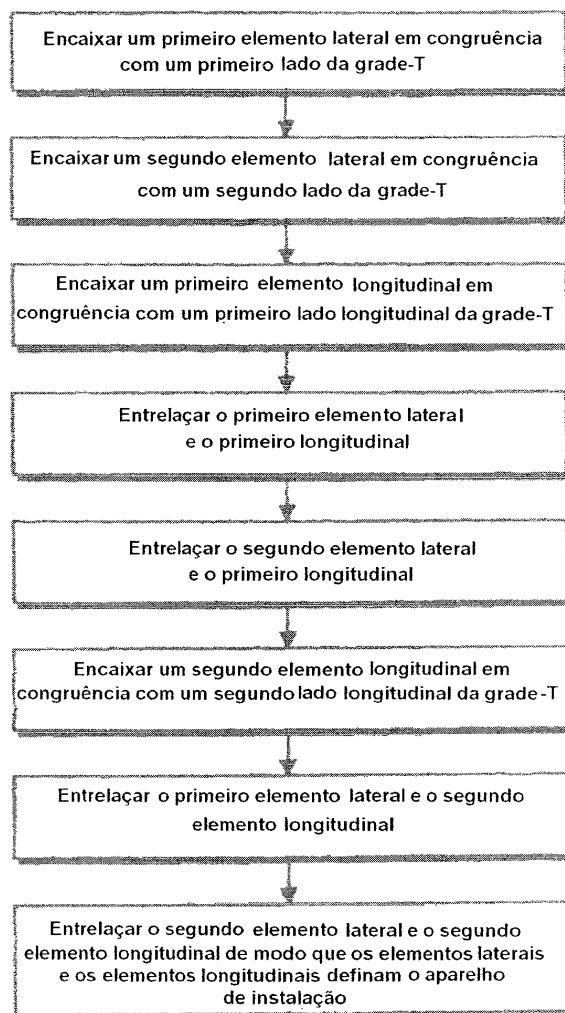 Encaixar um primeiro elemento lateral em congruência
com um primeiro lado da grade-T
Encaixar um segundo elemento lateral em congruência
com um segundo lado da grade-T
Encaixar um primeiro elemento longitudinal em
congruência com um primeiro lado longitudinal da grade-T
Entrelaçar o primeiro elemento lateral
e o primeiro longitudinal
Entrelaçar o segundo elemento lateral
e o primeiro longitudinal
Encaixar um segundo elemento longitudinal em
congruência com um segundo lado longitudinal da grade-T
Entrelaçar o primeiro elemento lateral e o segundo
elemento longitudinal
Entrelaçar o segundo elemento lateral e o segundo
elemento longitudinal de modo que os elementos laterais
e os elementos longitudinais definam o aparelho
de instalação